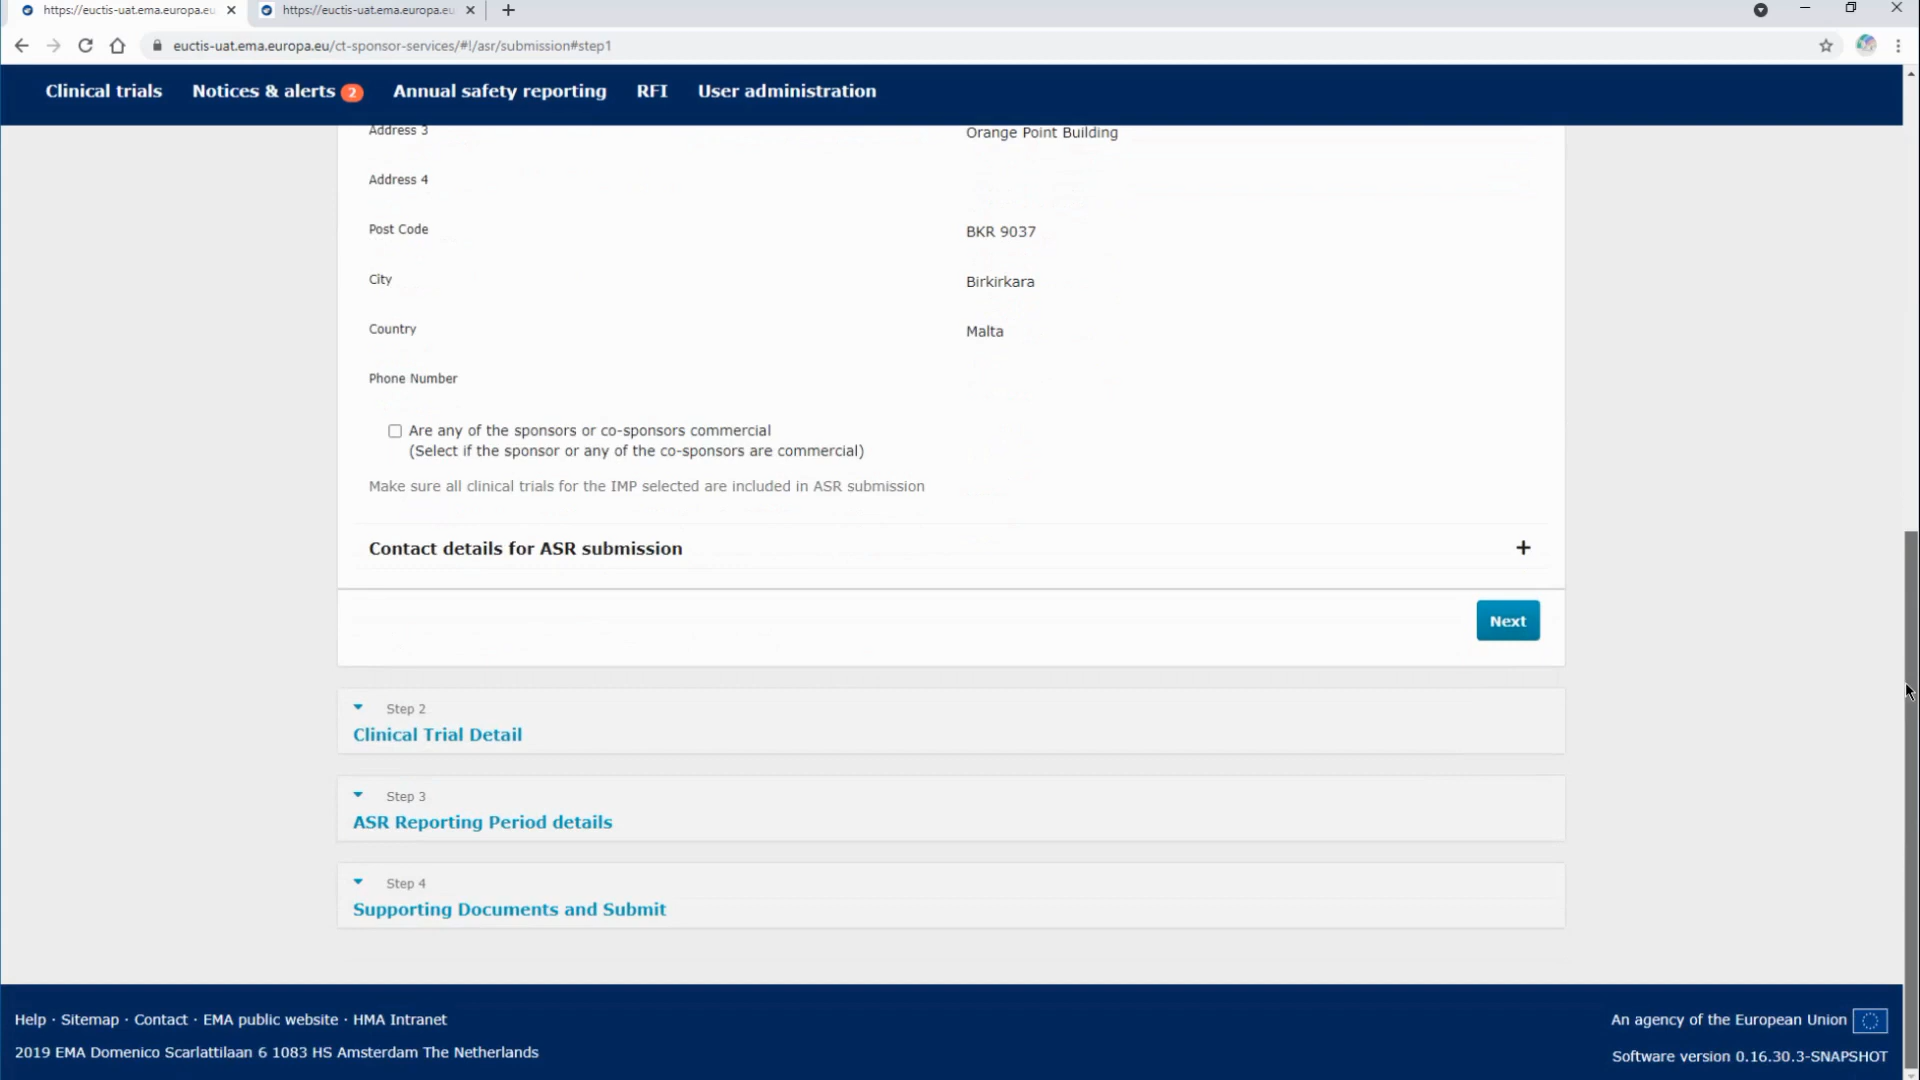 https://euctis-uat.ema.europa.eu
https://euctis-uat.ema.europa.eu
euctis-uat.ema.europa.eu/ct-sponsor-services/#!/asr/submission#step1
Clinical trials Notices & alerts 2 Annual safety reporting RFI User administration
Address 3 Orange Point Building
Address 4
Post Code BKR 9037
City Birkirkara
Country Malta
Phone Number
Are any of the sponsors or co-sponsors commercial
(Select if the sponsor or any of the co-sponsors are commercial)
Make sure all clinical trials for the IMP selected are included in ASR submission
Contact details for ASR submission +
Next
Step 2
Clinical Trial Detail
Step 3
ASR Reporting Period details
Step 4
Supporting Documents and Submit
Help · Sitemap · Contact · EMA public website · HMA Intranet An agency of the European Union
2019 EMA Domenico Scarlattilaan 6 1083 HS Amsterdam The Netherlands Software version 0.16.30.3-SNAPSHOT